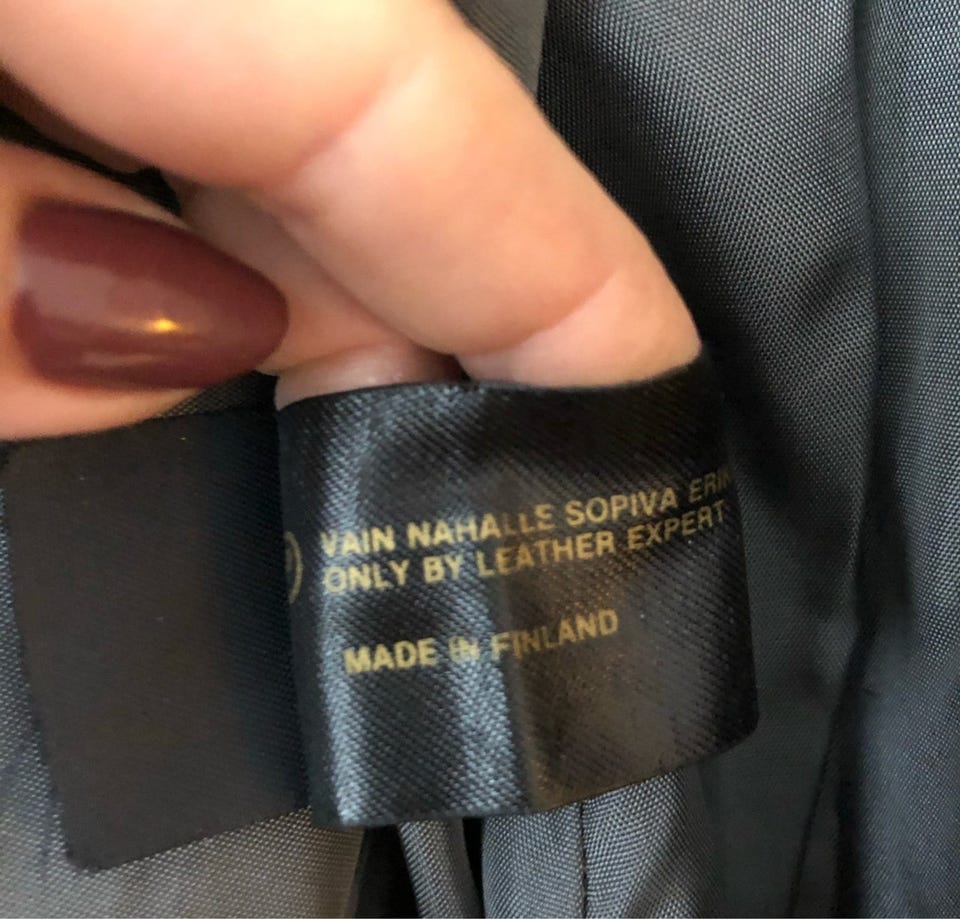 VAIN NAHALLE SOPIVA
ONLY BY LEATHER EXPERT
MADE IN FINLAND